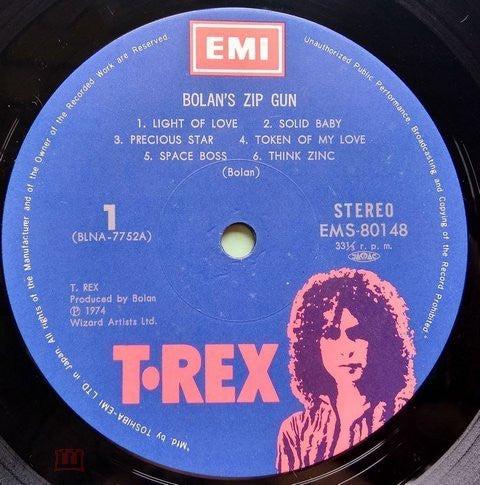 EMI
BOLAN'S ZIP GUN
1. LIGHT OF LOVE 2. SOLID BABY
3. PRECIOUS STAR 4. TOKEN OF MY LOVE
5. SPACE BOSS 6. THINK ZINC
(Bolan)
1
(BLNA-7752A)
STEREO
EMS-80148
33⅓ r. p. m.
T. REX
Produced by Bolan
Ⓟ 1974
Wizard Artists Ltd.
T•REX
"Mfd. by TOSHIBA-EMI LTD in Japan. All rights of the Manufacturer and of the Owner of the Recorded Work are Reserved.
Unauthorized Public Performance, Broadcasting and Copying of the Record Prohibited."